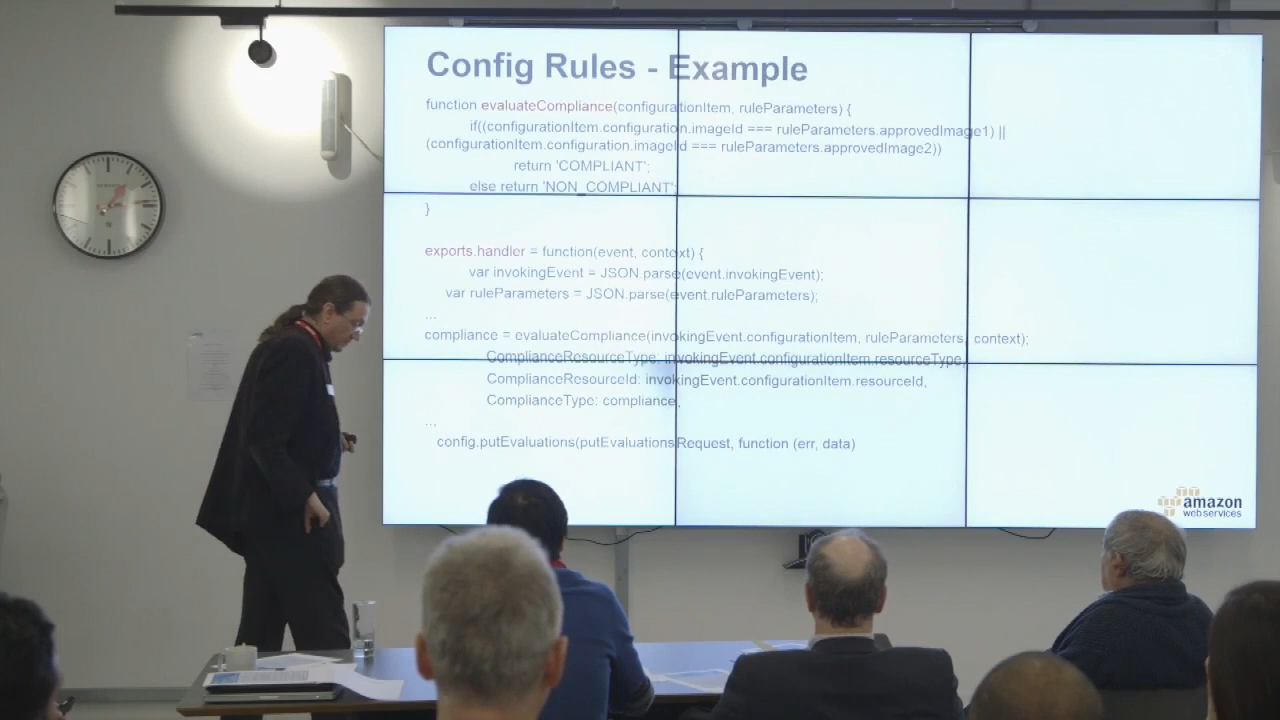 Config Rules - Example
function evaluateCompliance(configurationItem, ruleParameters) {
if((configurationItem.configuration.imageId === ruleParameters.approvedImage1) ||
(configurationItem.configuration.imageId === ruleParameters.approvedImage2))
return 'COMPLIANT';
else return 'NON_COMPLIANT';
}
exports.handler = function(event, context) {
var invokingEvent = JSON.parse(event.invokingEvent);
var ruleParameters = JSON.parse(event.ruleParameters);
...
compliance = evaluateCompliance(invokingEvent.configurationItem, ruleParameters, context);
ComplianceResourceType: invokingEvent.configurationItem.resourceType,
ComplianceResourceId: invokingEvent.configurationItem.resourceId,
ComplianceType: compliance,
...
config.putEvaluations(putEvaluationsRequest, function (err, data)
amazon
web services